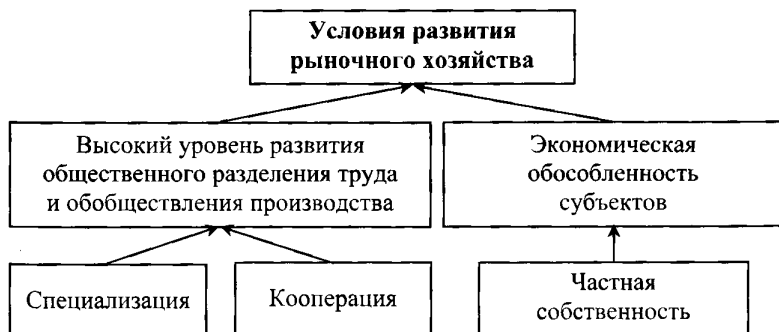 Условия развития
рыночного хозяйства
Высокий уровень развития
общественного разделения труда
и обобществления производства
Экономическая
обособленность
субъектов
Специализация
Кооперация
Частная
собственность